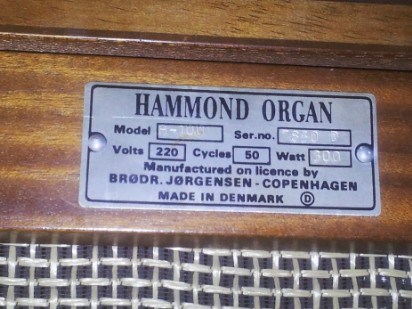 HAMMOND ORGAN
Model Ser.no.
Volts 220 Cycles 50 Watt 300
Manufactured on licence by
BRØDR. JØRGENSEN - COPENHAGEN
MADE IN DENMARK D